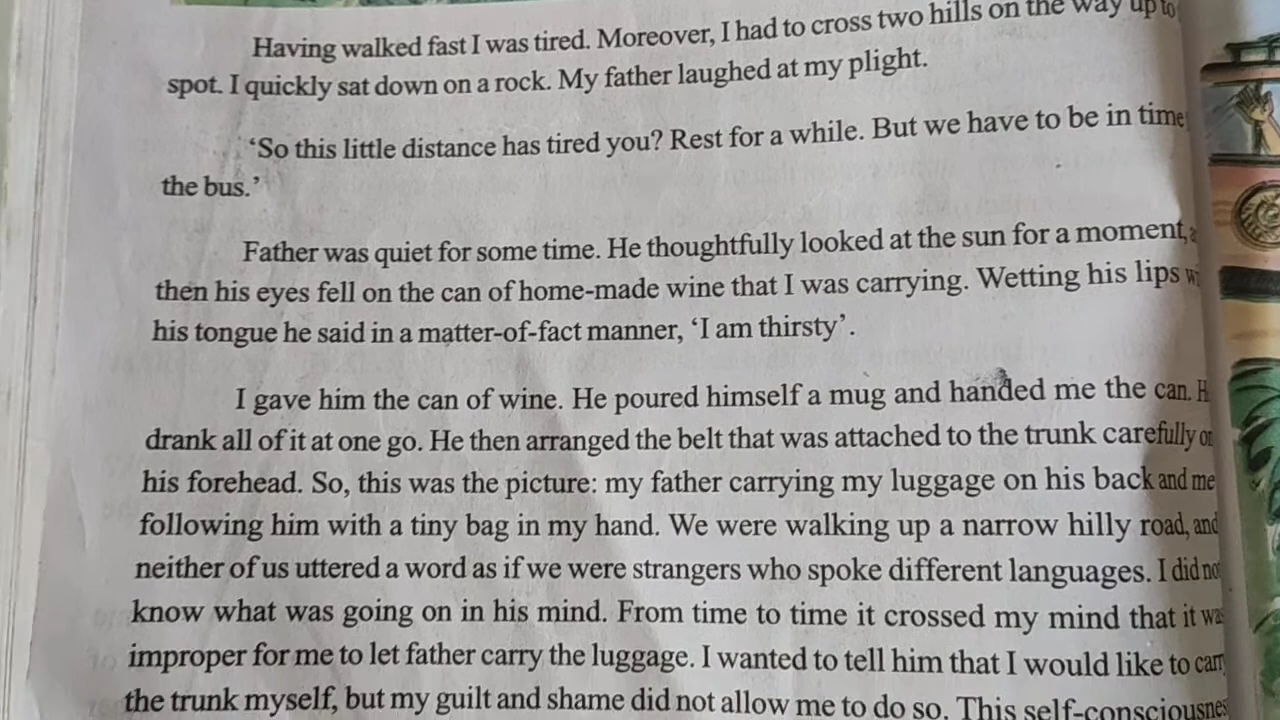 Having walked fast I was tired. Moreover, I had to cross two hills on the way up to
spot. I quickly sat down on a rock. My father laughed at my plight.
‘So this little distance has tired you? Rest for a while. But we have to be in time
the bus.’
Father was quiet for some time. He thoughtfully looked at the sun for a moment,
then his eyes fell on the can of home-made wine that I was carrying. Wetting his lips
his tongue he said in a matter-of-fact manner, ‘I am thirsty’.
I gave him the can of wine. He poured himself a mug and handed me the can. H
drank all of it at one go. He then arranged the belt that was attached to the trunk carefully
his forehead. So, this was the picture: my father carrying my luggage on his back and me
following him with a tiny bag in my hand. We were walking up a narrow hilly road, and
neither of us uttered a word as if we were strangers who spoke different languages. I did
know what was going on in his mind. From time to time it crossed my mind that it
improper for me to let father carry the luggage. I wanted to tell him that I would like to
the trunk myself, but my guilt and shame did not allow me to do so. This